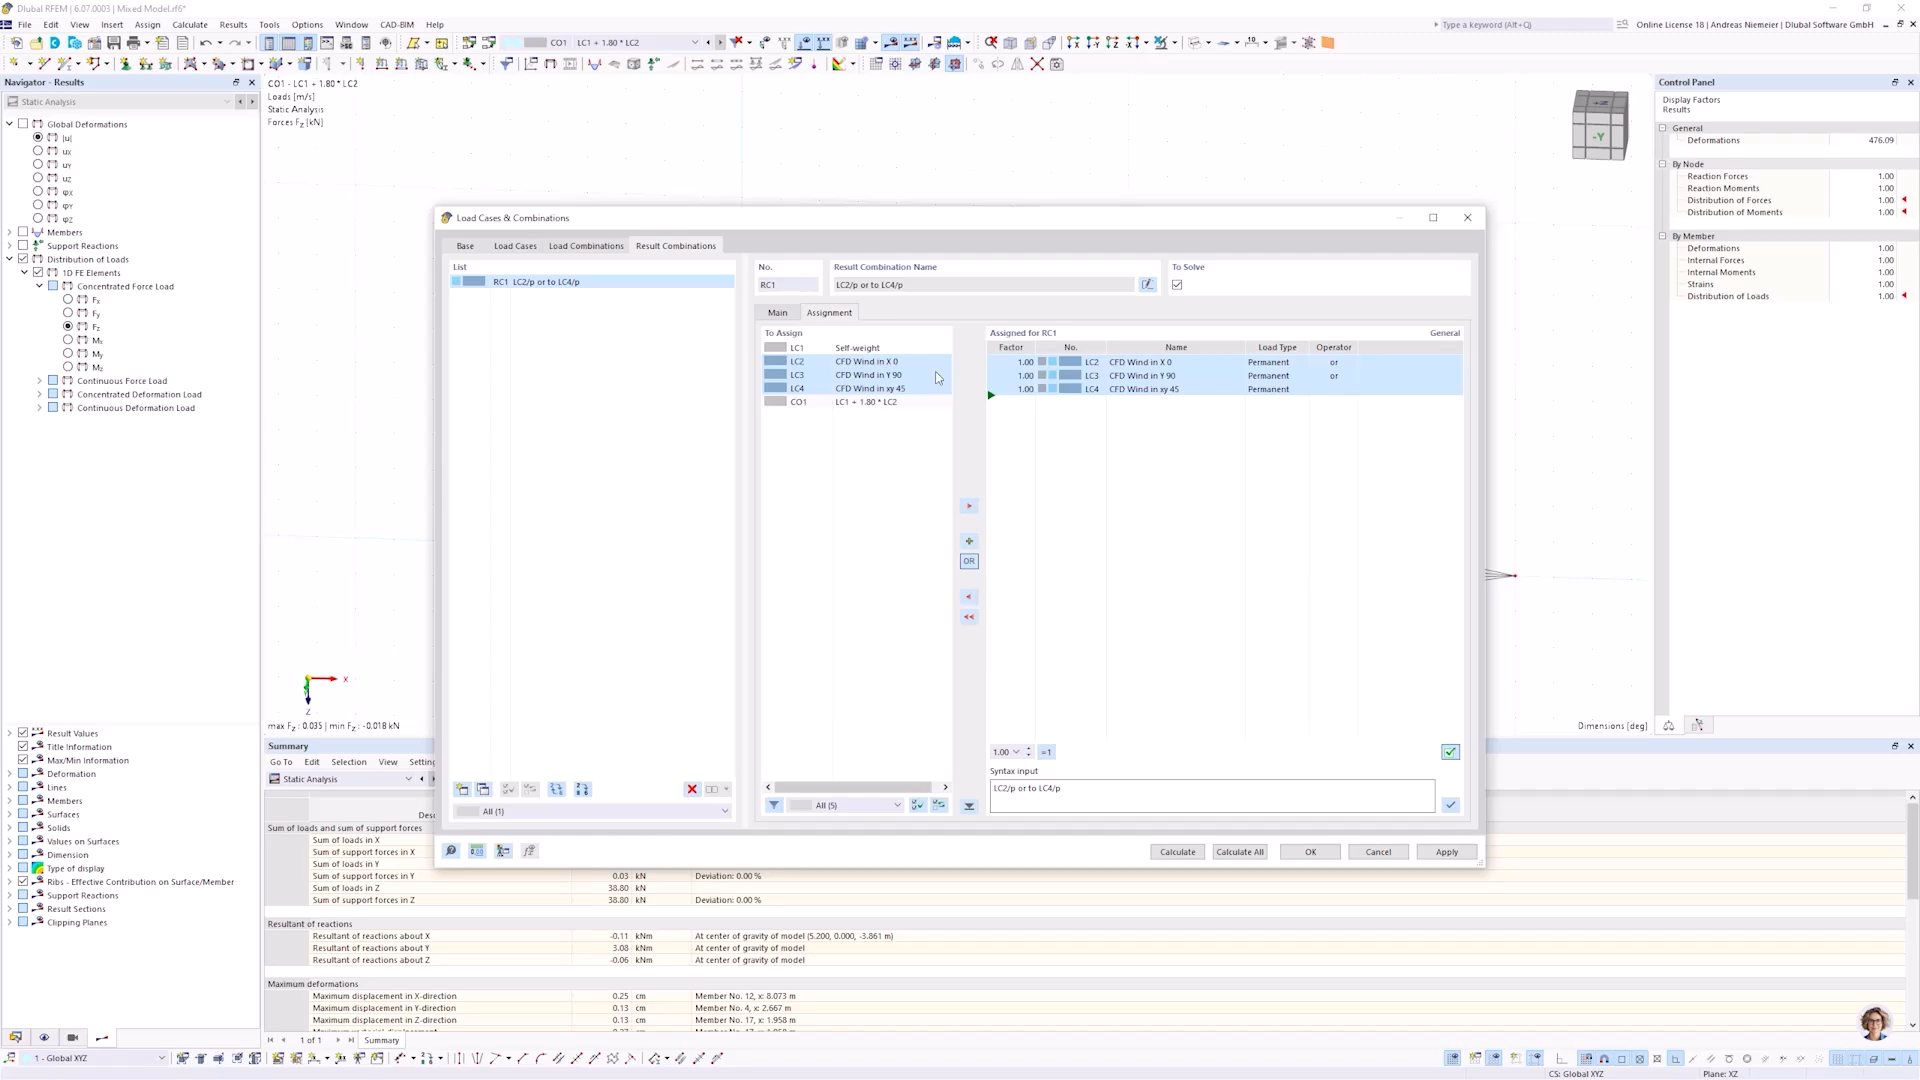 Dlubal RFEM | 6.07.0003 | Mixed Model.rf6*
File Edit View Insert Assign Calculate Results Tools Options Window CAD-BIM Help
Type a keyword (Alt+Q)
Online License 18 | Andreas Niemeier | Dlubal Software GmbH
CO1 LC1 + 1.80 * LC2
Navigator - Results
Static Analysis
Global Deformations
|u|
uX
uY
uZ
φX
φY
φZ
Members
Support Reactions
Distribution of Loads
1D FE Elements
Concentrated Force Load
Fx
Fy
Fz
Mx
My
Mz
Continuous Force Load
Concentrated Deformation Load
Continuous Deformation Load
Result Values
Title Information
Max/Min Information
Deformation
Lines
Members
Surfaces
Solids
Values on Surfaces
Dimension
Type of display
Ribs - Effective Contribution on Surface/Member
Support Reactions
Result Sections
Clipping Planes
CO1 - LC1 + 1.80 * LC2
Loads [m/s]
Static Analysis
Forces Fz [kN]
+Z
-Y
X
Z
max Fz : 0.035 | min Fz : -0.018 kN
Dimensions [deg]
Load Cases & Combinations
Base Load Cases Load Combinations Result Combinations
List
RC1 LC2/p or to LC4/p
All (1)
No.
RC1
Result Combination Name
LC2/p or to LC4/p
To Solve
Main Assignment
To Assign
LC1 Self-weight
LC2 CFD Wind in X 0
LC3 CFD Wind in Y 90
LC4 CFD Wind in xy 45
CO1 LC1 + 1.80 * LC2
All (5)
OR
Assigned for RC1 General
Factor No. Name Load Type Operator
1.00 LC2 CFD Wind in X 0 Permanent or
1.00 LC3 CFD Wind in Y 90 Permanent or
1.00 LC4 CFD Wind in xy 45 Permanent
1.00 =1
Syntax input
LC2/p or to LC4/p
Calculate Calculate All OK Cancel Apply
Control Panel
Display Factors
Results
General
Deformations 476.09
By Node
Reaction Forces 1.00
Reaction Moments 1.00
Distribution of Forces 1.00
Distribution of Moments 1.00
By Member
Deformations 1.00
Internal Forces 1.00
Internal Moments 1.00
Strains 1.00
Distribution of Loads 1.00
Summary
Go To Edit Selection View
Static Analysis
Sum of loads and sum of support forces
Sum of loads in X
Sum of support forces in X
Sum of loads in Y
Sum of support forces in Y 0.03 kN Deviation: 0.00 %
Sum of loads in Z 38.80 kN
Sum of support forces in Z 38.80 kN Deviation: 0.00 %
Resultant of reactions
Resultant of reactions about X -0.11 kNm At center of gravity of model (5.200, 0.000, -3.861 m)
Resultant of reactions about Y 3.08 kNm At center of gravity of model
Resultant of reactions about Z -0.06 kNm At center of gravity of model
Maximum deformations
Maximum displacement in X-direction 0.25 cm Member No. 12, x: 8.073 m
Maximum displacement in Y-direction 0.13 cm Member No. 4, x: 2.667 m
Maximum displacement in Z-direction 0.13 cm Member No. 17, x: 1.958 m
1 of 1 Summary
1 - Global XYZ
CS: Global XYZ Plane: XZ